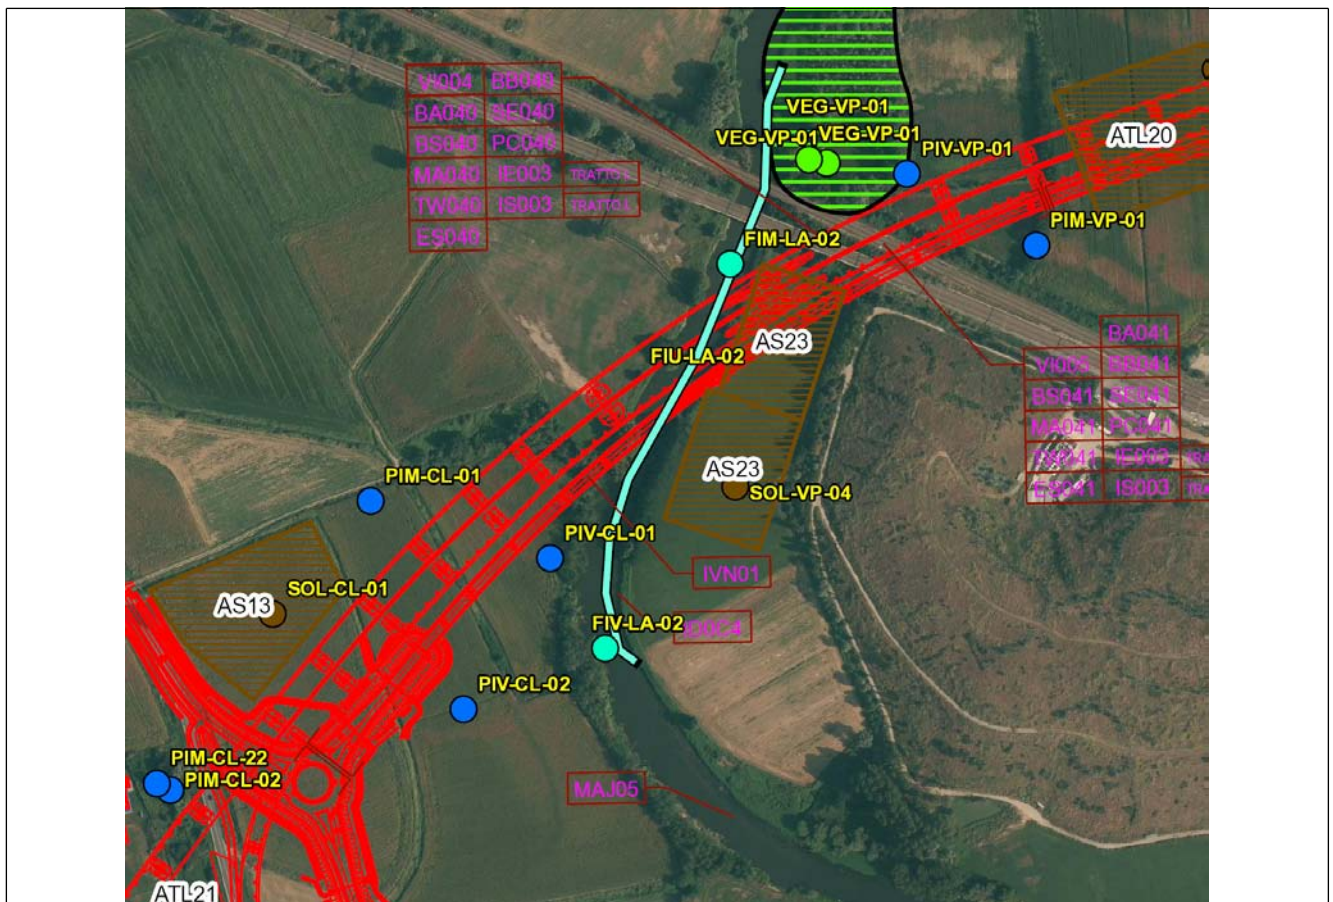 VI004 BB040
BA040 SE040
BS040 PC040
MA040 IE003 TRATTO L
TW040 IS003 TRATTO L
ES040
VEG-VP-01
VEG-VP-01 VEG-VP-01
PIV-VP-01
ATL20
PIM-VP-01
FIM-LA-02
AS23
FIU-LA-02
BA041
VI005 BB041
BS041 SE041
MA041 PC041
IE003
ES041 IS003
AS23
SOL-VP-04
PIM-CL-01
PIV-CL-01
IVN01
SOL-CL-01
AS13
FIV-LA-02
PIV-CL-02
PIM-CL-22
PIM-CL-02
MAJ05
ATL21